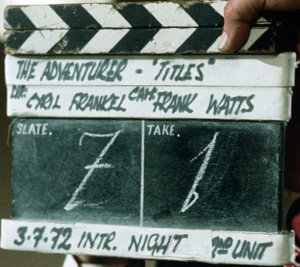 THE ADVENTURER - "TITLES"
DIR: CYRIL FRANKEL CAM: FRANK WATTS
SLATE. TAKE.
Z 1
3.7.72 INTR. NIGHT 2ND UNIT